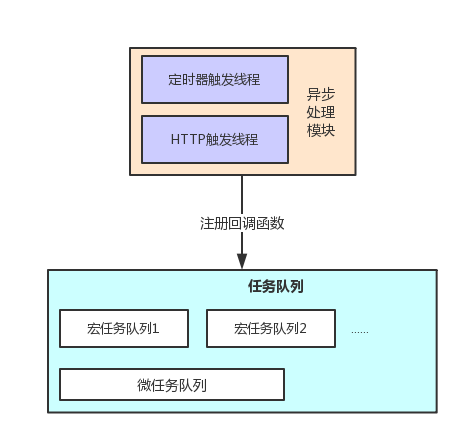 定时器触发线程
HTTP触发线程
异步
处理
模块
注册回调函数
任务队列
宏任务队列1
宏任务队列2
......
微任务队列